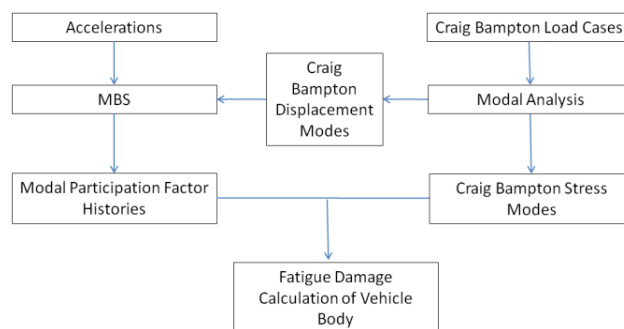 Accelerations
Craig Bampton Load Cases
MBS
Craig
Bampton
Displacement
Modes
Modal Analysis
Modal Participation Factor
Histories
Craig Bampton Stress
Modes
Fatigue Damage
Calculation of Vehicle
Body